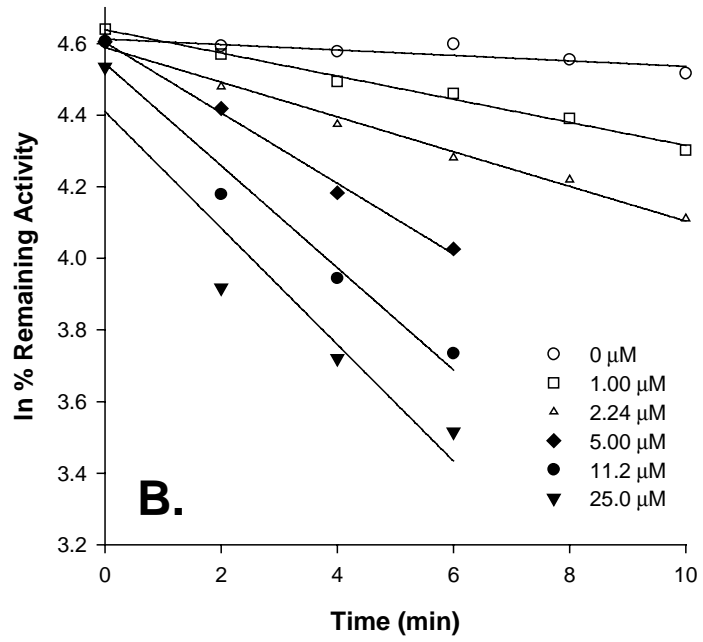 ln % Remaining Activity
4.6
4.4
4.2
4.0
3.8
3.6
3.4
3.2
0 μM
1.00 μM
2.24 μM
5.00 μM
11.2 μM
25.0 μM
B.
0 2 4 6 8 10
Time (min)